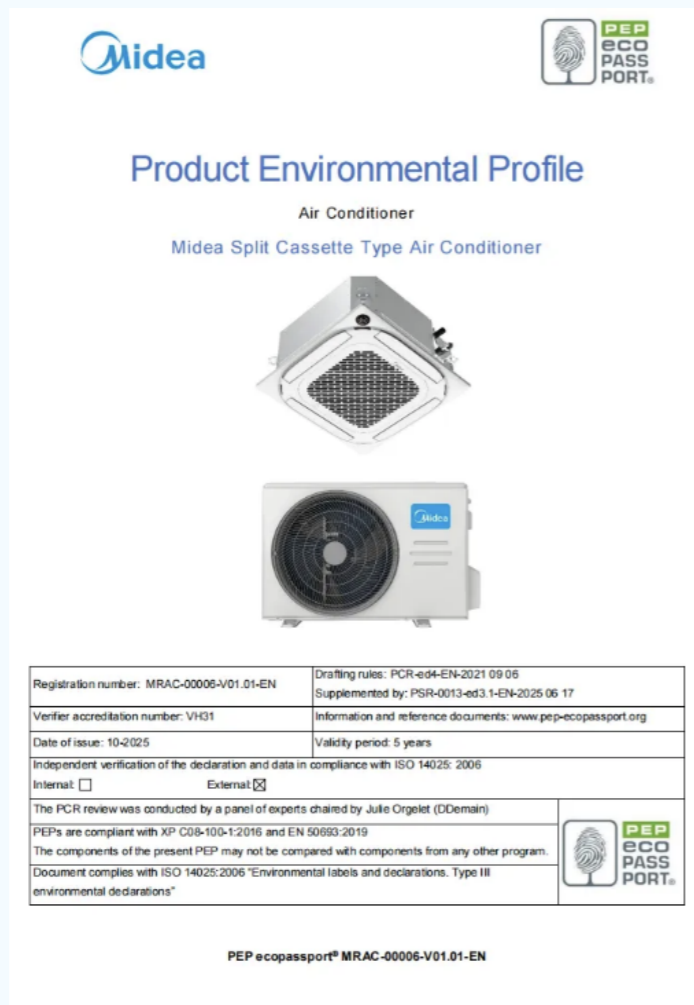 Midea
PEP
eco
PASS
PORT®
Product Environmental Profile
Air Conditioner
Midea Split Cassette Type Air Conditioner
Midea
Registration number: MRAC-00006-V01.01-EN
Drafting rules: PCR-ed4-EN-2021 09 06
Supplemented by: PSR-0013-ed3.1-EN-2025 06 17
Verifier accreditation number: VH31
Information and reference documents: www.pep-ecopassport.org
Date of issue: 10-2025
Validity period: 5 years
Independent verification of the declaration and data in compliance with ISO 14025: 2006
Internal: ☐ External: ☒
The PCR review was conducted by a panel of experts chaired by Julie Orgelet (DDemain)
PEPs are compliant with XP C08-100-1:2016 and EN 50693:2019
The components of the present PEP may not be compared with components from any other program.
Document complies with ISO 14025:2006 "Environmental labels and declarations. Type III
environmental declarations"
PEP
eco
PASS
PORT®
PEP ecopassport® MRAC-00006-V01.01-EN